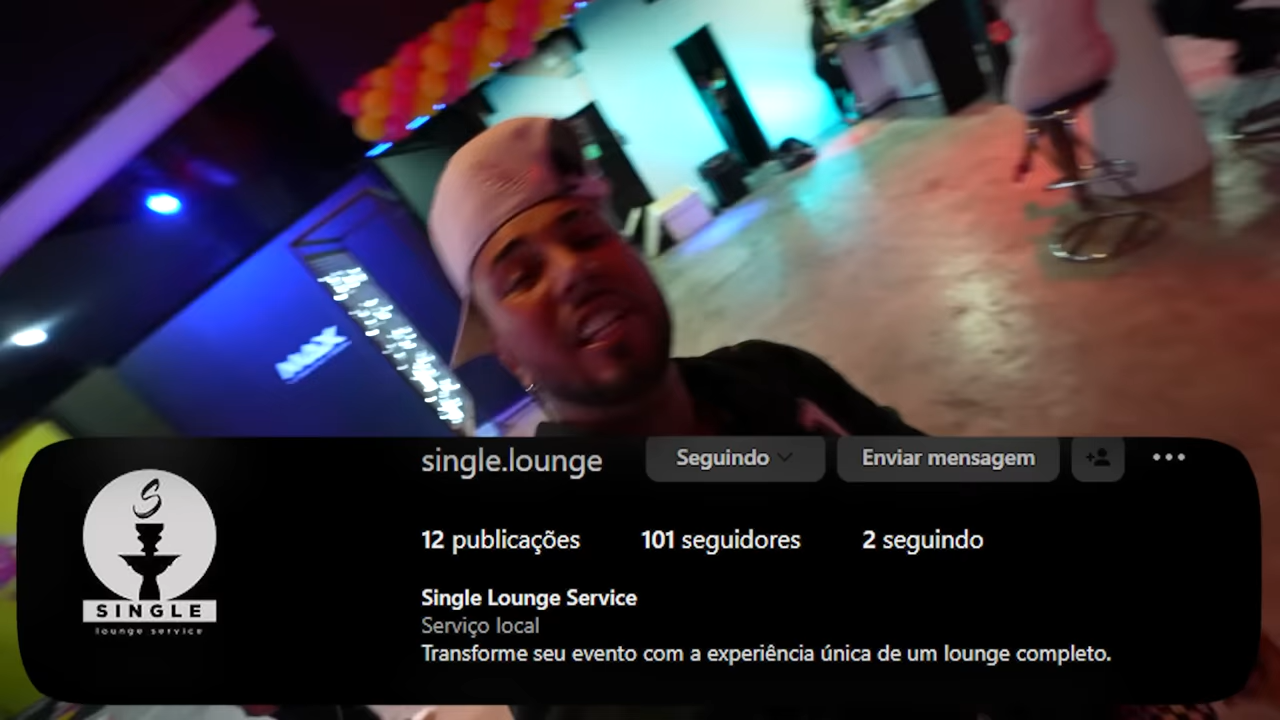 MAX
single.lounge
Seguindo
Enviar mensagem
12 publicações
101 seguidores
2 seguindo
S
SINGLE
lounge service
Single Lounge Service
Serviço local
Transforme seu evento com a experiência única de um lounge completo.